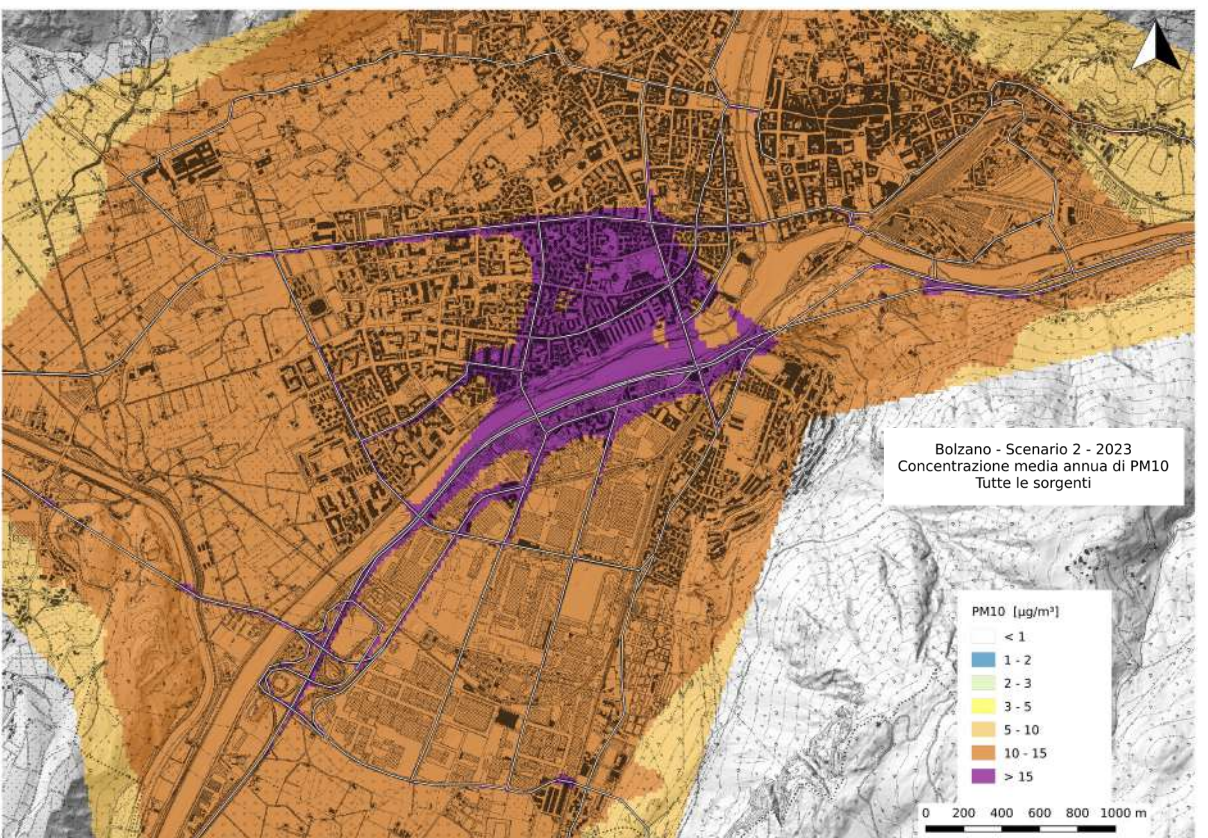 Bolzano - Scenario 2 - 2023
Concentrazione media annua di PM10
Tutte le sorgenti
PM10 [µg/m³]
< 1
1 - 2
2 - 3
3 - 5
5 - 10
10 - 15
> 15
0 200 400 600 800 1000 m